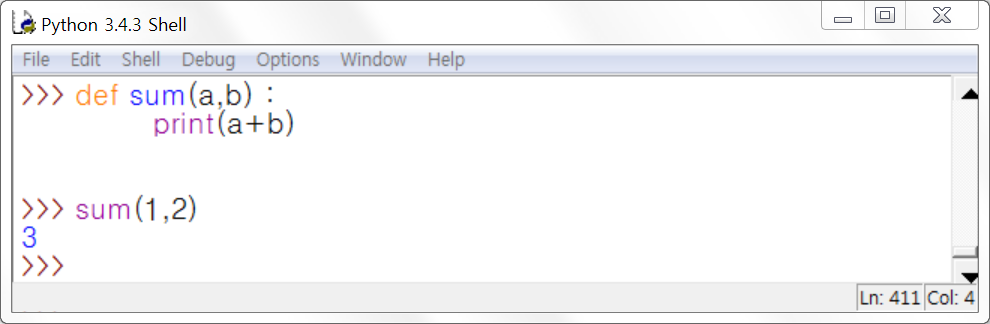 Python 3.4.3 Shell
File Edit Shell Debug Options Window Help
>>> def sum(a,b) :
print(a+b)
>>> sum(1,2)
3
>>>
Ln: 411 Col: 4